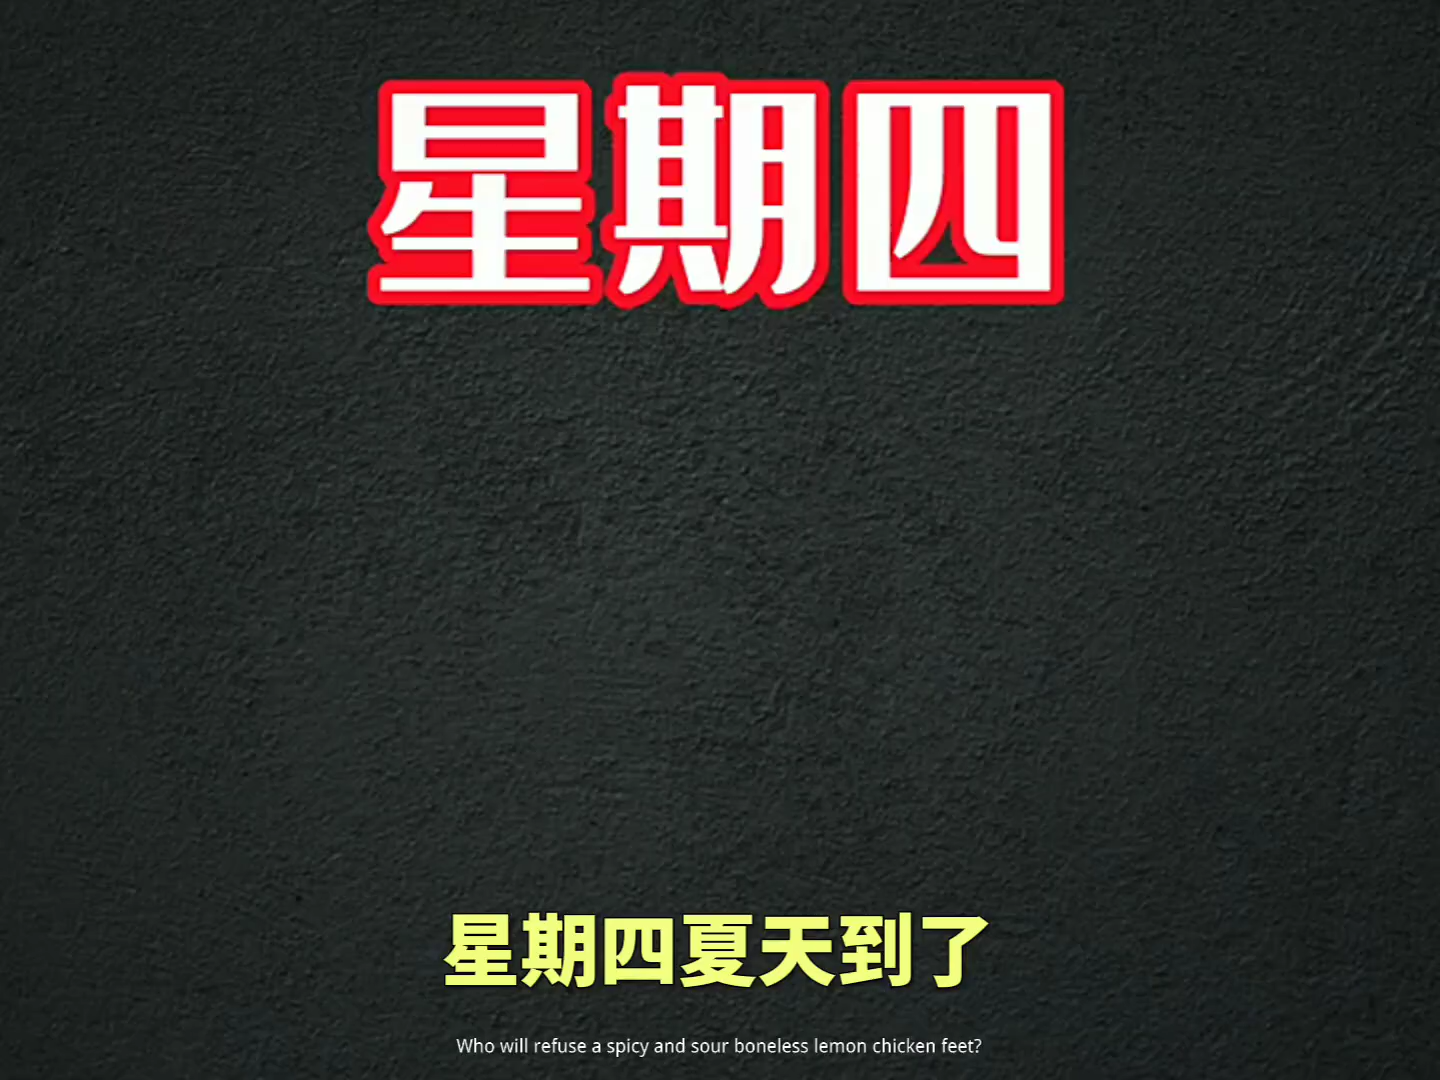 星期四
星期四夏天到了
Who will refuse a spicy and sour boneless lemon chicken feet?